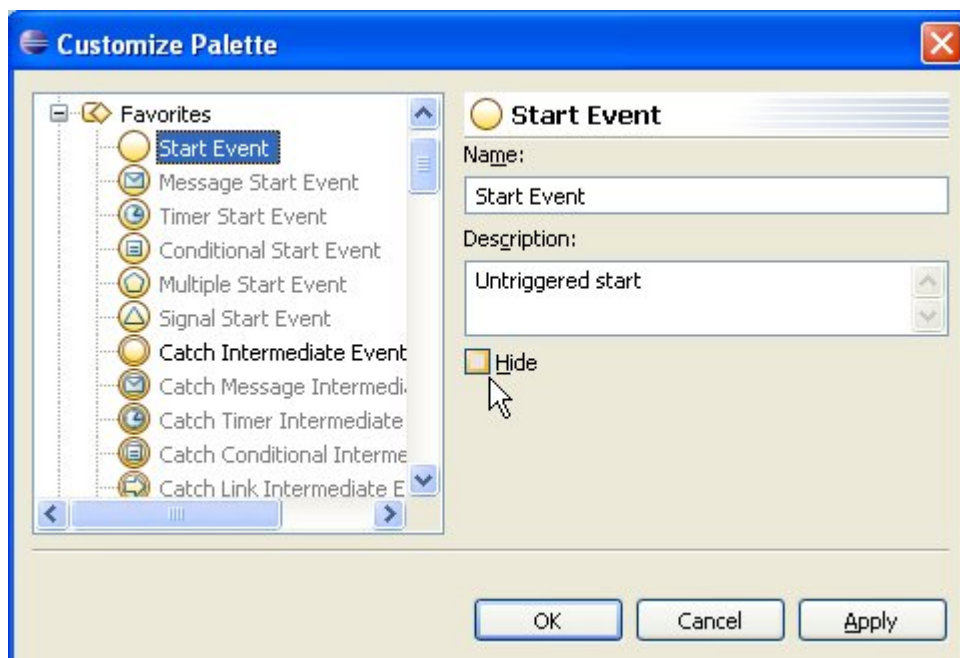 Customize Palette
Favorites
Start Event
Message Start Event
Timer Start Event
Conditional Start Event
Multiple Start Event
Signal Start Event
Catch Intermediate Event
Catch Message Intermedi
Catch Timer Intermediate
Catch Conditional Interme
Catch Link Intermediate E
Start Event
Name:
Start Event
Description:
Untriggered start
Hide
OK
Cancel
Apply